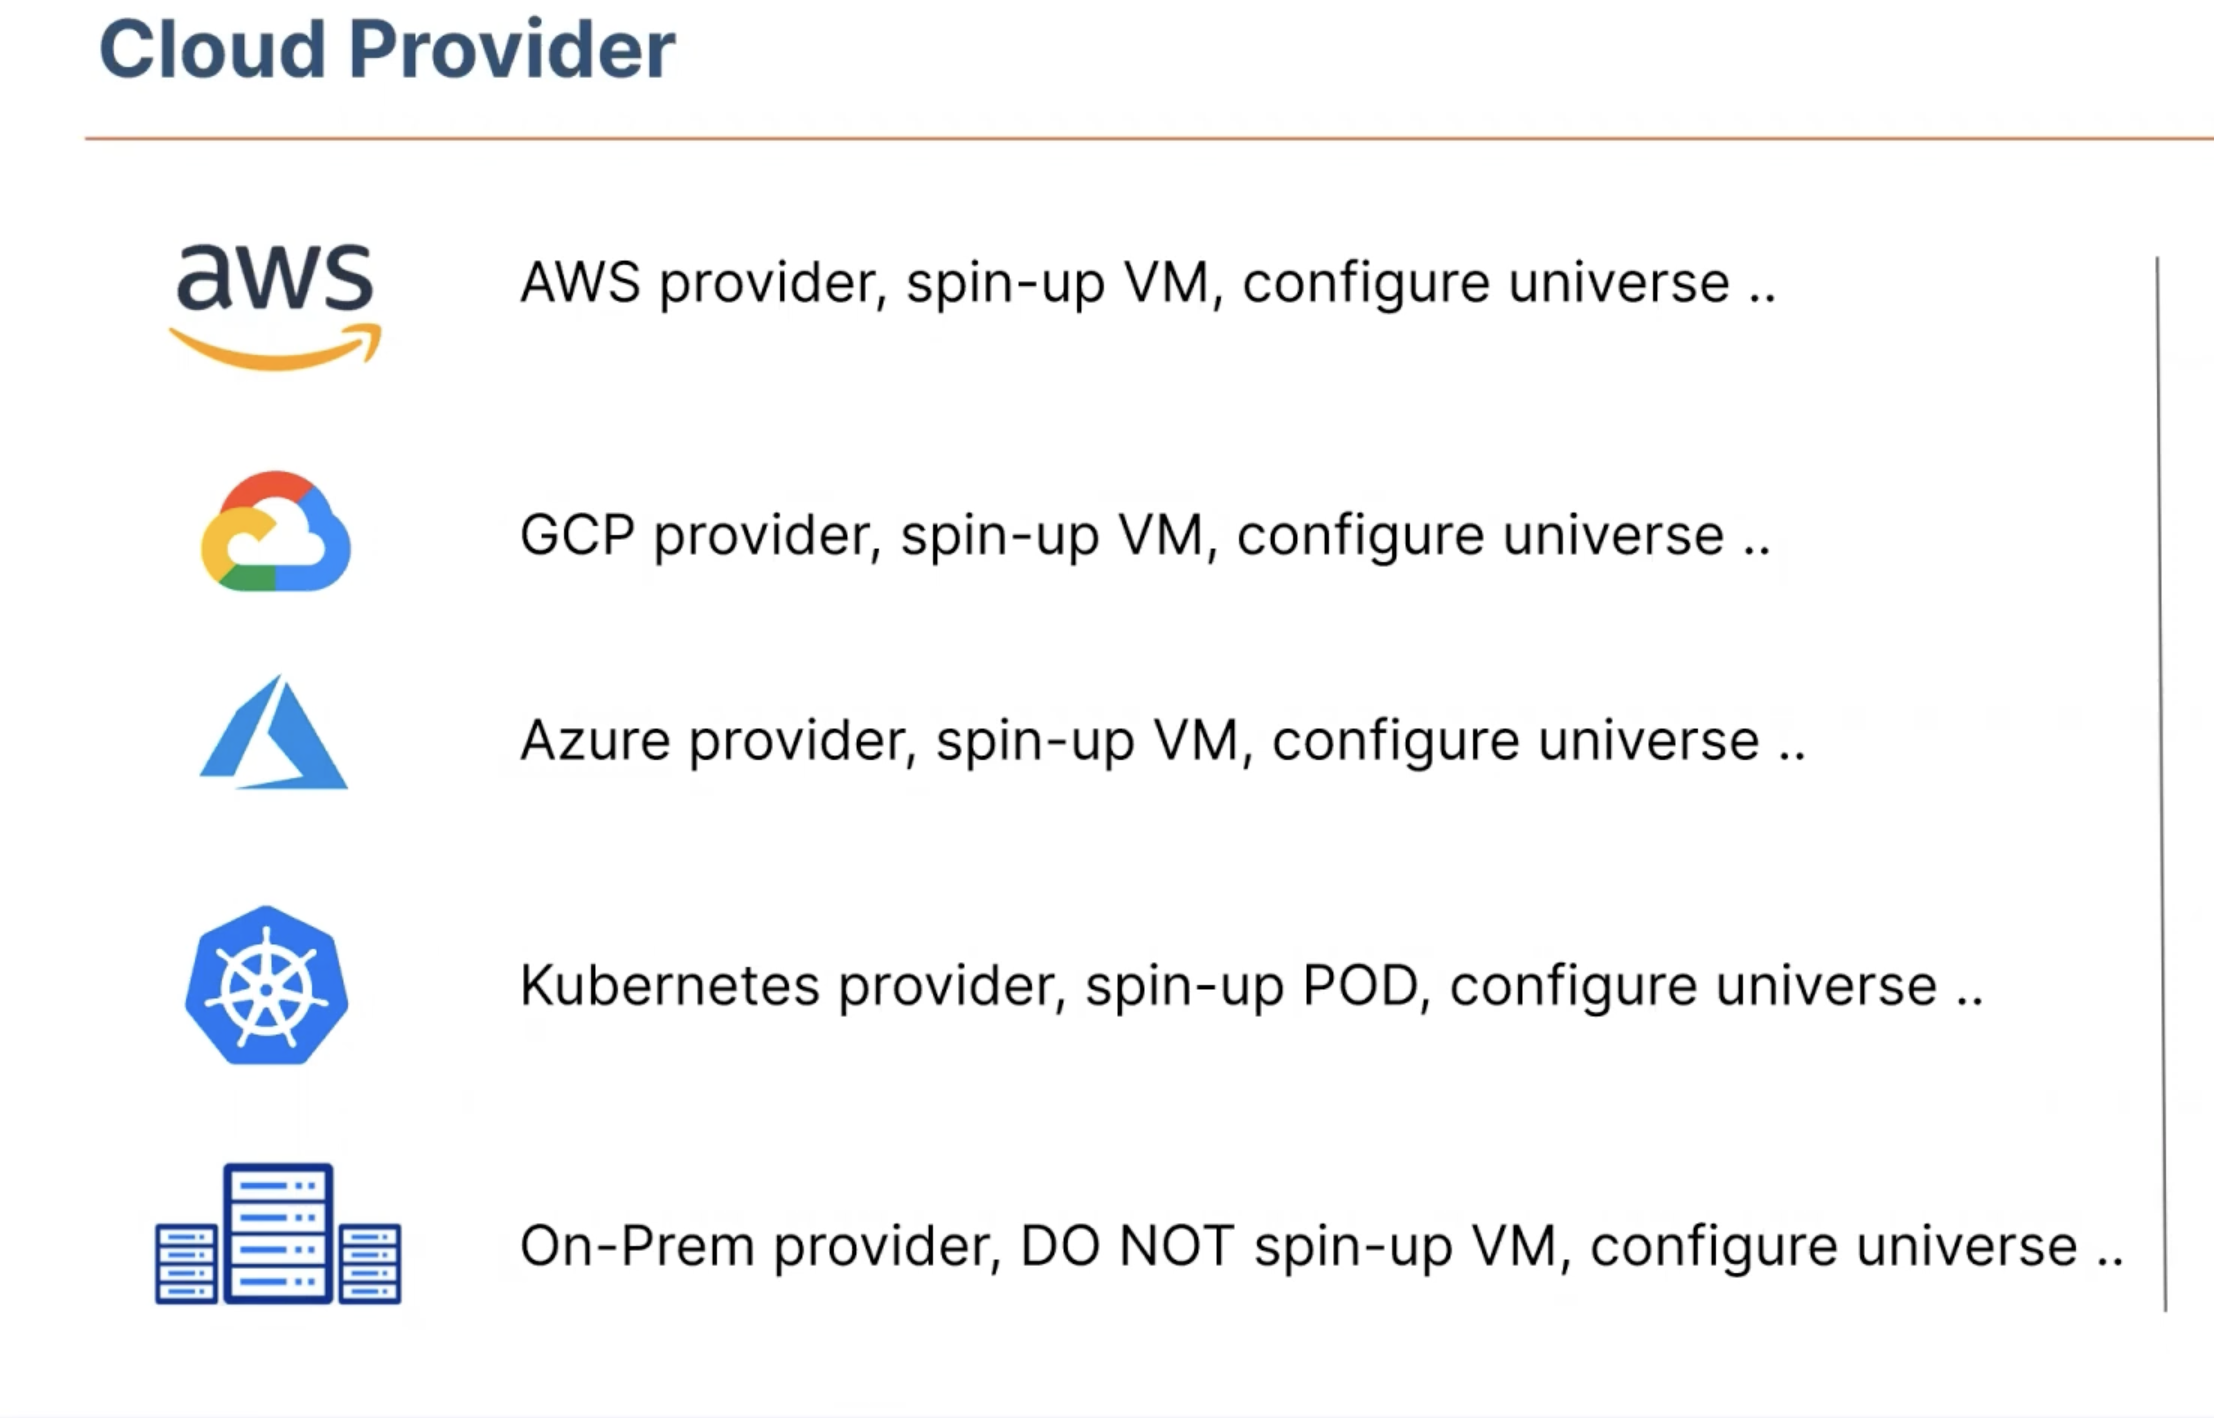 Cloud Provider
aws
AWS provider, spin-up VM, configure universe ..
GCP provider, spin-up VM, configure universe ..
Azure provider, spin-up VM, configure universe ..
Kubernetes provider, spin-up POD, configure universe ..
On-Prem provider, DO NOT spin-up VM, configure universe ..